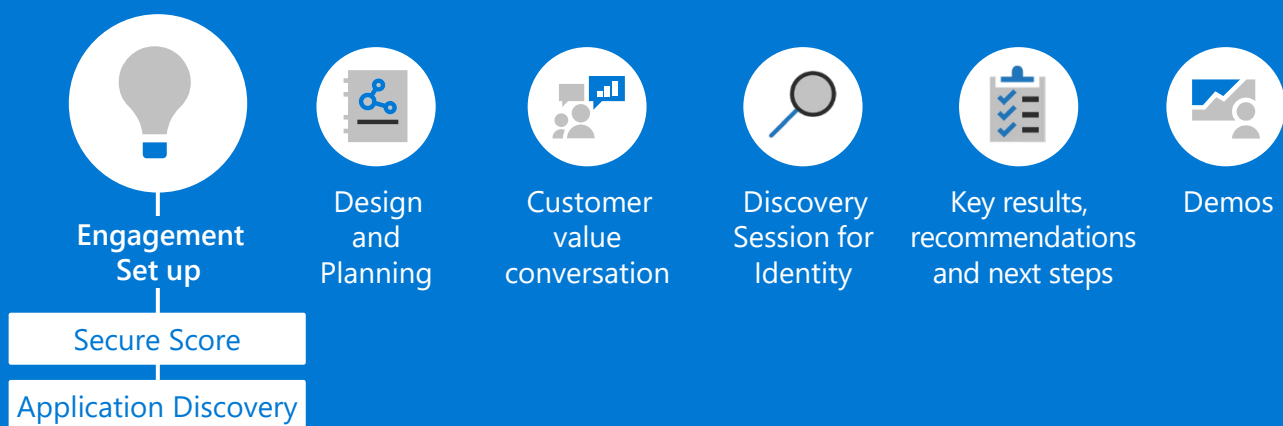 Engagement
Set up
Secure Score
Application Discovery
Design
and
Planning
Customer
value
conversation
Discovery
Session for
Identity
Key results,
recommendations
and next steps
Demos